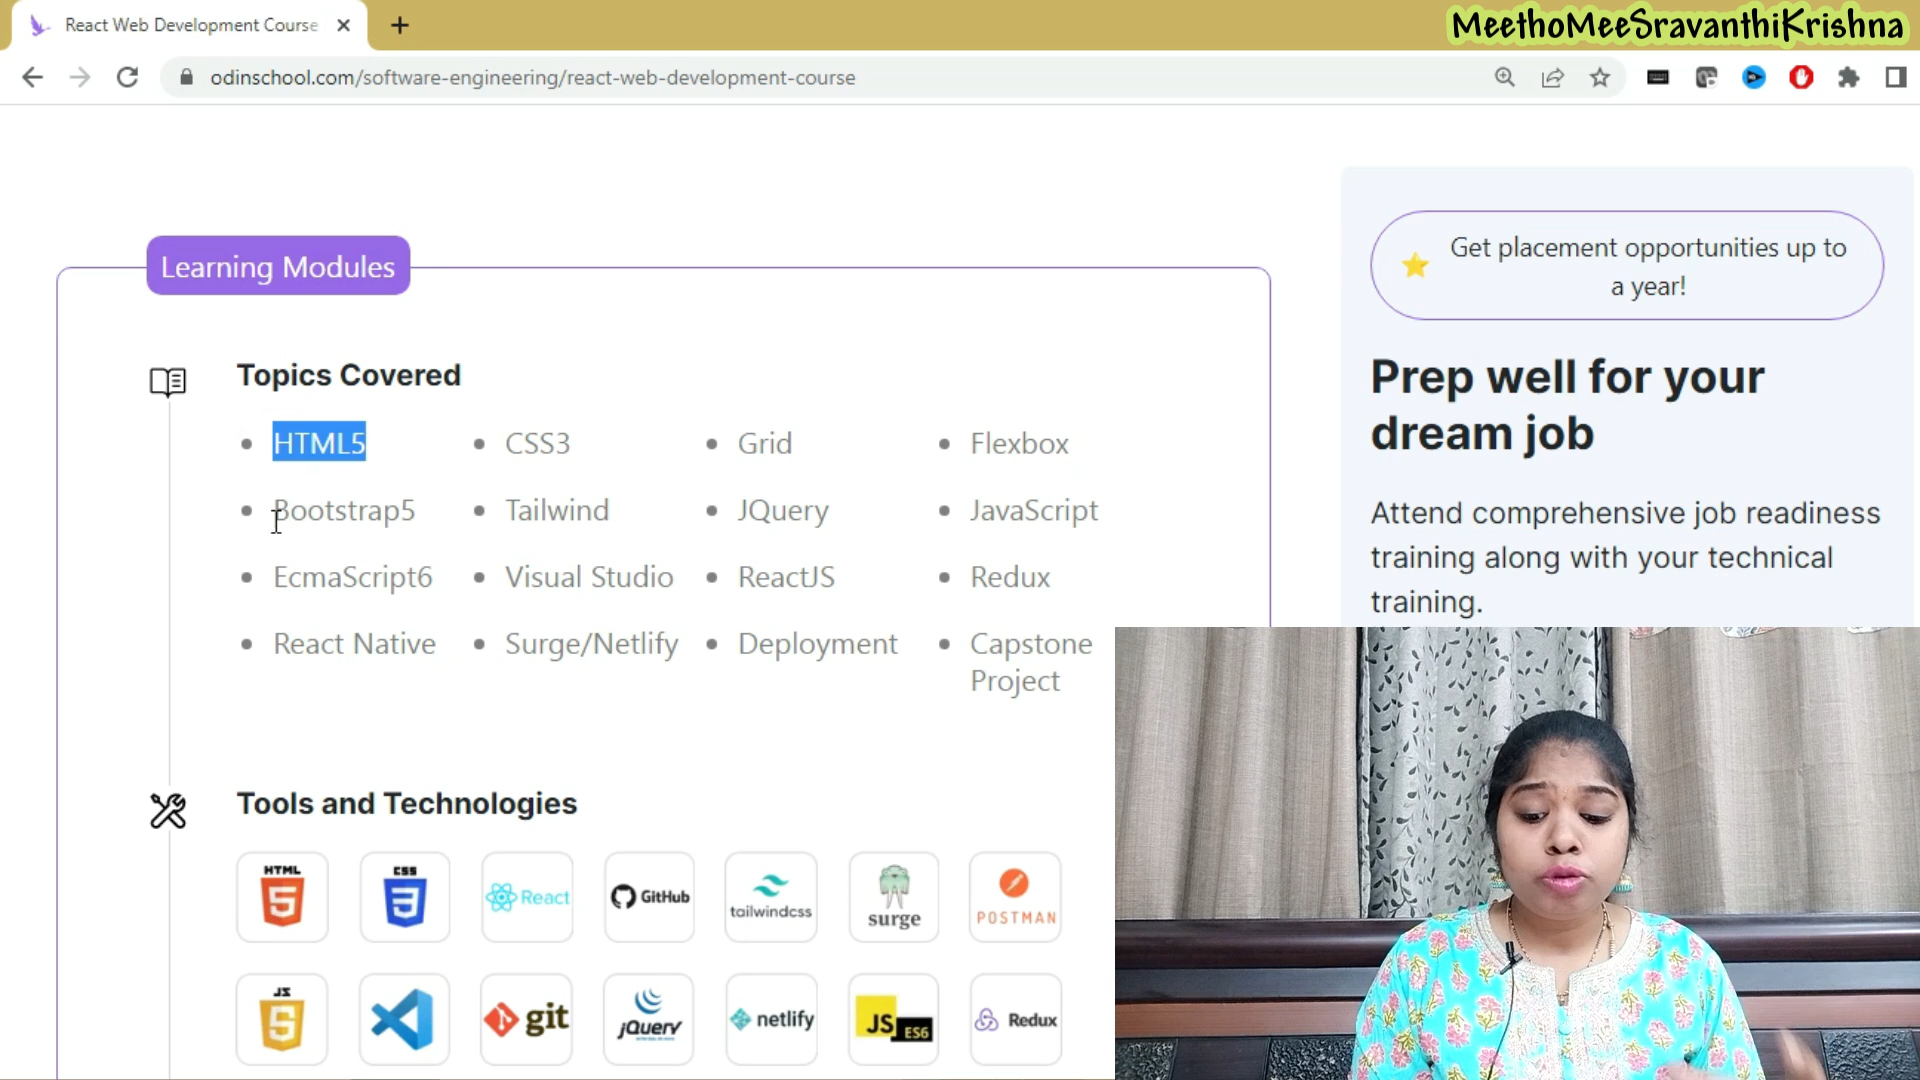 React Web Development Course
MeethoMeeSravanthiKrishna
odinschool.com/software-engineering/react-web-development-course
Learning Modules
Topics Covered
HTML5
CSS3
Grid
Flexbox
Bootstrap5
Tailwind
JQuery
JavaScript
EcmaScript6
Visual Studio
ReactJS
Redux
React Native
Surge/Netlify
Deployment
Capstone
Project
Tools and Technologies
HTML
5
CSS
3
React
GitHub
tailwindcss
surge
POSTMAN
JS
5
git
jQuery
netlify
JS ES6
Redux
Get placement opportunities up to
a year!
Prep well for your
dream job
Attend comprehensive job readiness
training along with your technical
training.